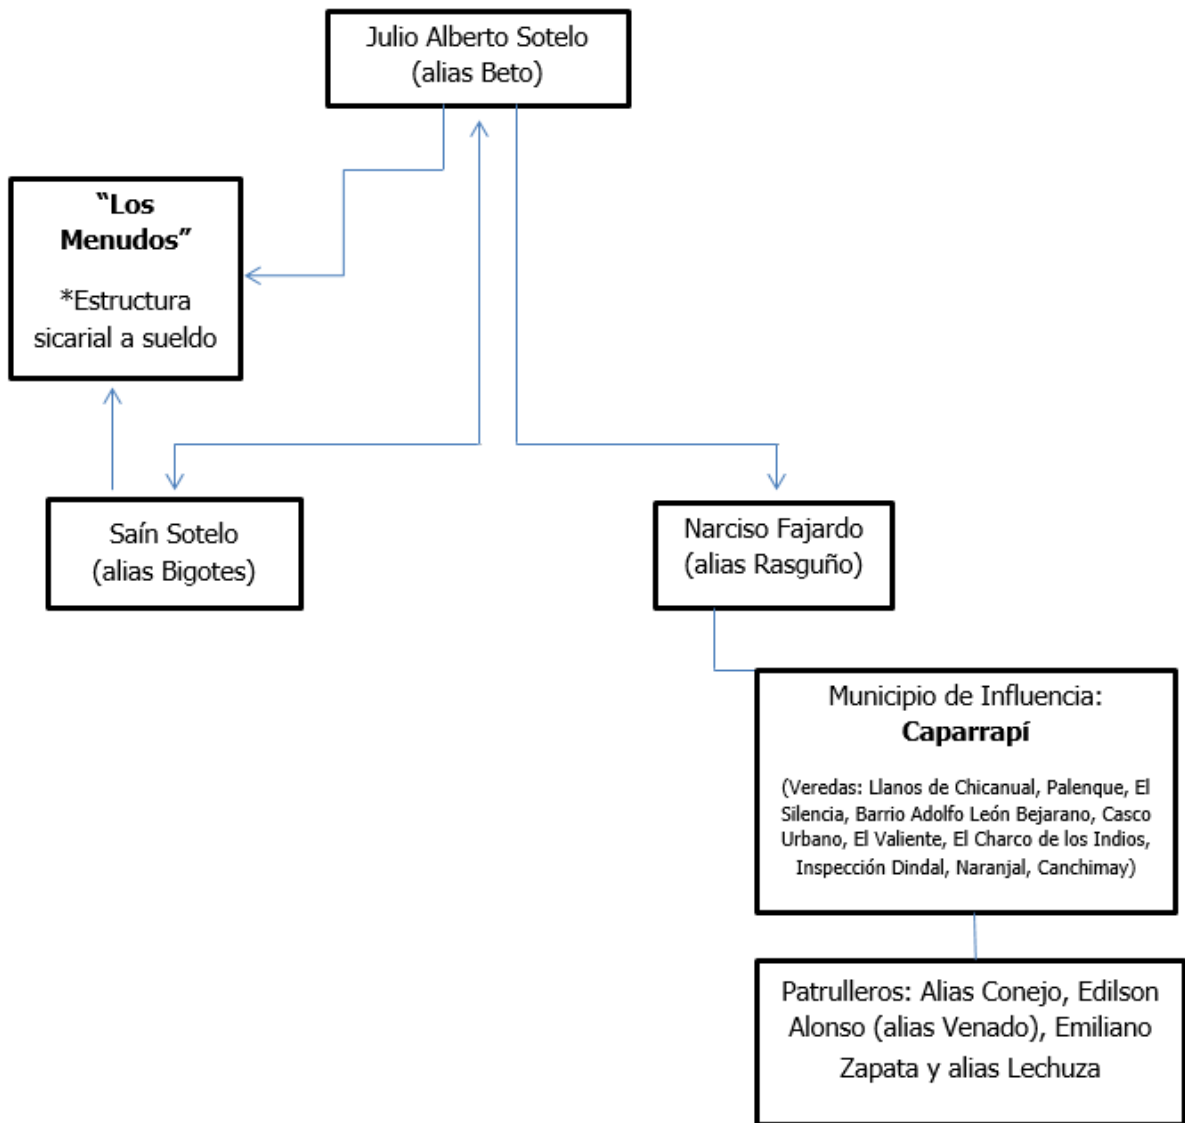 Julio Alberto Sotelo
(alias Beto)
“Los
Menudos”
*Estructura
sicarial a sueldo
Saín Sotelo
(alias Bigotes)
Narciso Fajardo
(alias Rasguño)
Municipio de Influencia:
Caparrapí
(Veredas: Llanos de Chicanual, Palenque, El
Silencia, Barrio Adolfo León Bejarano, Casco
Urbano, El Valiente, El Charco de los Indios,
Inspección Dindal, Naranjal, Canchimay)
Patrulleros: Alias Conejo, Edilson
Alonso (alias Venado), Emiliano
Zapata y alias Lechuza